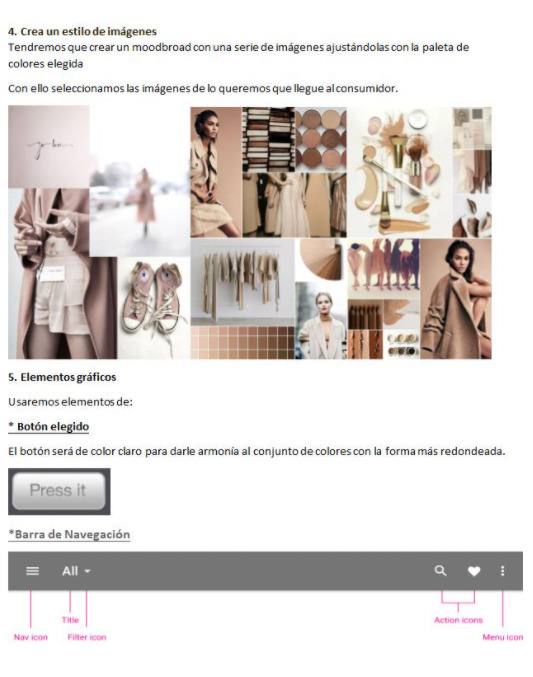 4. Crea un estilo de imágenes
Tendremos que crear un moodbroad con una serie de imágenes ajustándolas con la paleta de
colores elegida
Con ello seleccionamos las imágenes de lo queremos que llegue al consumidor.
5. Elementos gráficos
Usaremos elementos de:
* Botón elegido
El botón será de color claro para darle armonía al conjunto de colores con la forma más redondeada.
Press it
*Barra de Navegación
All
Title
Action icons
Nav icon
Filter icon
Menu icon